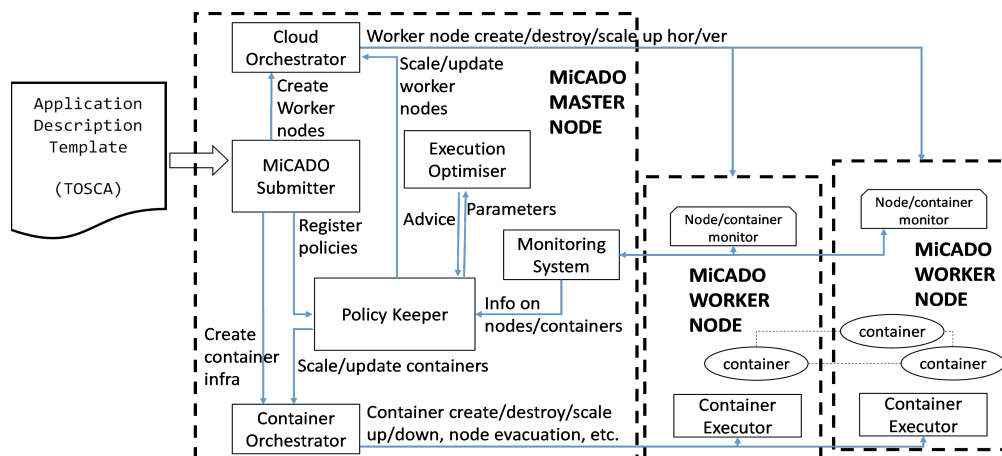 Cloud
Orchestrator
Worker node create/destroy/scale up hor/ver
Scale/update
worker
nodes
MiCADO
MASTER
NODE
Create
Worker
nodes
Application
Description
Template
(TOSCA)
MiCADO
Submitter
Execution
Optimiser
Advice
Parameters
Register
policies
Monitoring
System
Node/container
monitor
Node/container
monitor
MiCADO
WORKER
NODE
MiCADO
WORKER
NODE
Policy Keeper
Info on
nodes/containers
Create
container
infra
Scale/update containers
container
container
container
Container
Orchestrator
Container create/destroy/scale
up/down, node evacuation, etc.
Container
Executor
Container
Executor